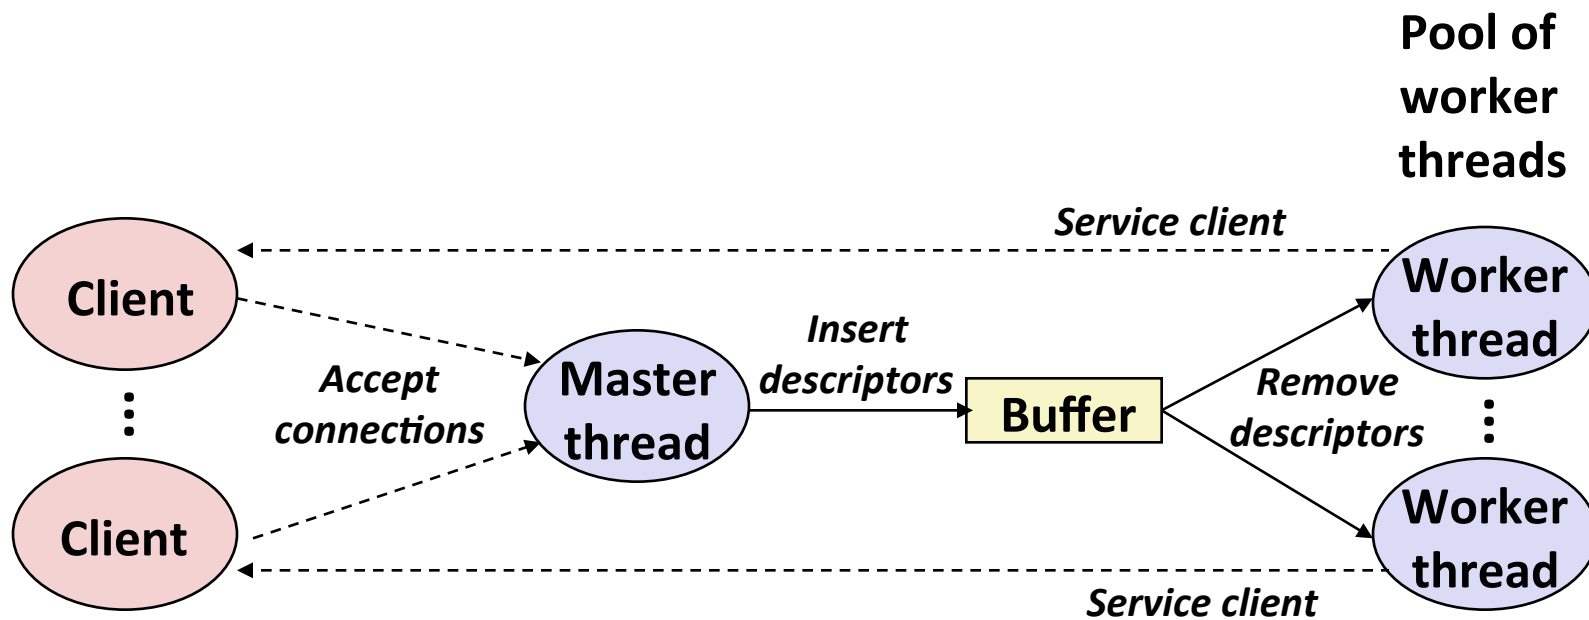 Pool of
worker
threads
Service client
Client
Worker
thread
Accept
connections
Master
thread
Insert
descriptors
Buffer
Remove
descriptors
Client
Worker
thread
Service client